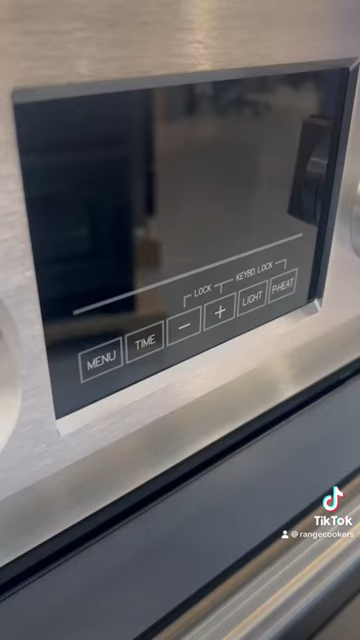 LOCK KEYBD. LOCK
MENU TIME − + LIGHT P.HEAT
TikTok
@rangecookers